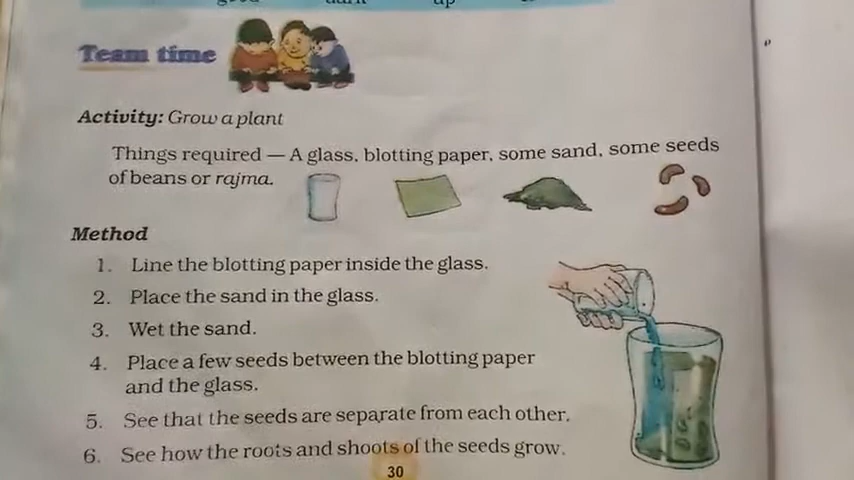 Team time
Activity: Grow a plant
Things required — A glass, blotting paper, some sand, some seeds
of beans or rajma.
Method
1. Line the blotting paper inside the glass.
2. Place the sand in the glass.
3. Wet the sand.
4. Place a few seeds between the blotting paper
and the glass.
5. See that the seeds are separate from each other.
6. See how the roots and shoots of the seeds grow.
30